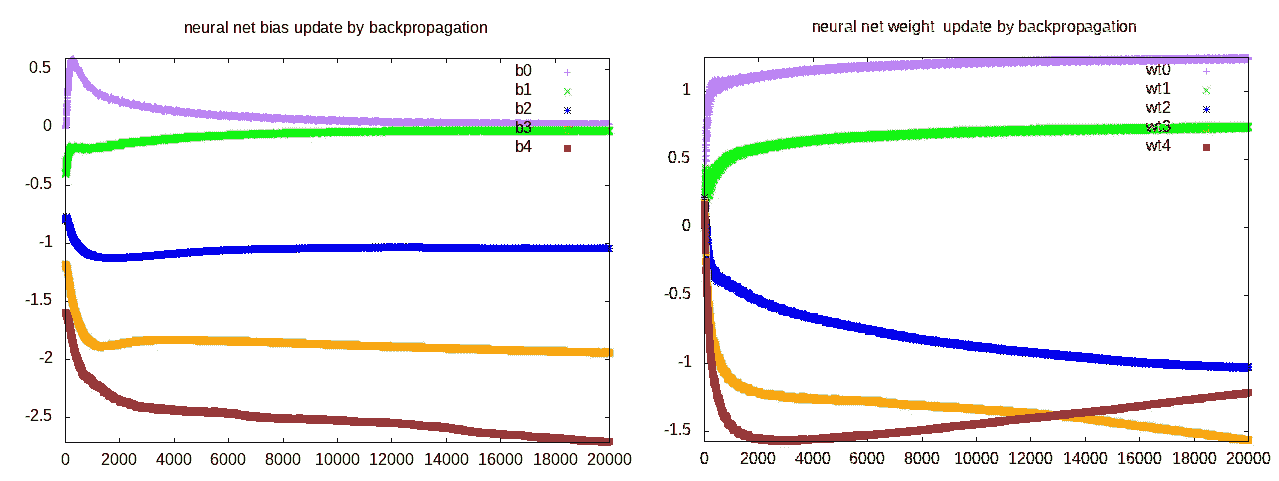 neural net bias update by backpropagation
0.5
0
-0.5
-1
-1.5
-2
-2.5
b0
b1
b2
b3
b4
0 2000 4000 6000 8000 10000 12000 14000 16000 18000 20000
neural net weight  update by backpropagation
1
0.5
0
-0.5
-1
-1.5
wt0
wt1
wt2
wt3
wt4
0 2000 4000 6000 8000 10000 12000 14000 16000 18000 20000